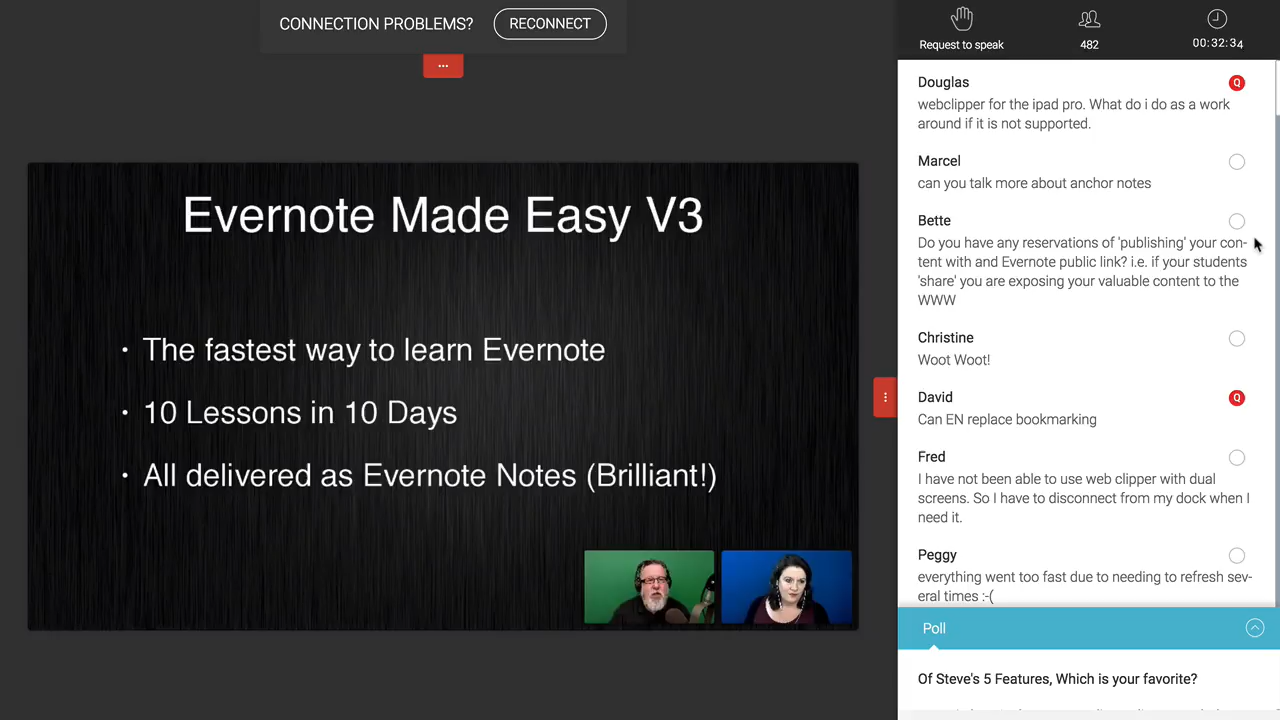 CONNECTION PROBLEMS?
RECONNECT
...
Request to speak
482
00:32:34
Evernote Made Easy V3
• The fastest way to learn Evernote
• 10 Lessons in 10 Days
• All delivered as Evernote Notes (Brilliant!)
Douglas
Q
webclipper for the ipad pro. What do i do as a work
around if it is not supported.
Marcel
can you talk more about anchor notes
Bette
Do you have any reservations of 'publishing' your con-
tent with and Evernote public link? i.e. if your students
'share' you are exposing your valuable content to the
WWW
Christine
Woot Woot!
David
Q
Can EN replace bookmarking
Fred
I have not been able to use web clipper with dual
screens. So I have to disconnect from my dock when I
need it.
Peggy
everything went too fast due to needing to refresh sev-
eral times :-(
Poll
Of Steve's 5 Features, Which is your favorite?